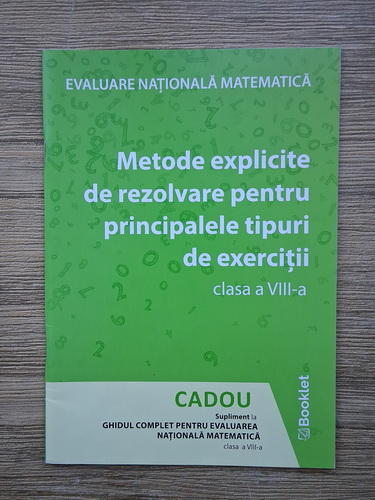 EVALUARE NAȚIONALĂ MATEMATICĂ
Metode explicite
de rezolvare pentru
principalele tipuri
de exerciții
clasa a VIII-a
CADOU
Supliment la
GHIDUL COMPLET PENTRU EVALUAREA
NAȚIONALĂ MATEMATICĂ
clasa a VIII-a
Booklet